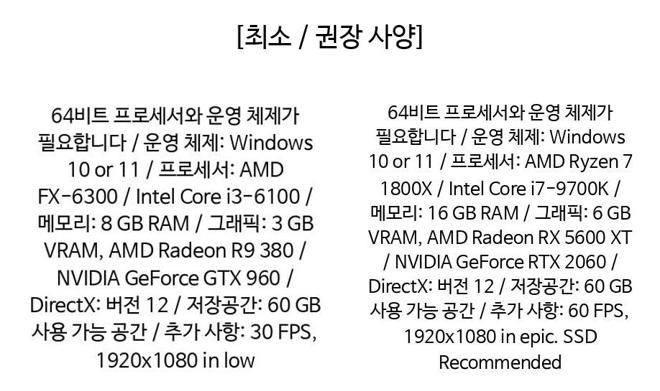 [최소 / 권장 사양]
64비트 프로세서와 운영 체제가
필요합니다 / 운영 체제: Windows
10 or 11 / 프로세서: AMD
FX-6300 / Intel Core i3-6100 /
메모리: 8 GB RAM / 그래픽: 3 GB
VRAM, AMD Radeon R9 380 /
NVIDIA GeForce GTX 960 /
DirectX: 버전 12 / 저장공간: 60 GB
사용 가능 공간 / 추가 사항: 30 FPS,
1920x1080 in low
64비트 프로세서와 운영 체제가
필요합니다 / 운영 체제: Windows
10 or 11 / 프로세서: AMD Ryzen 7
1800X / Intel Core i7-9700K /
메모리: 16 GB RAM / 그래픽: 6 GB
VRAM, AMD Radeon RX 5600 XT
/ NVIDIA GeForce RTX 2060 /
DirectX: 버전 12 / 저장공간: 60 GB
사용 가능 공간 / 추가 사항: 60 FPS,
1920x1080 in epic. SSD
Recommended